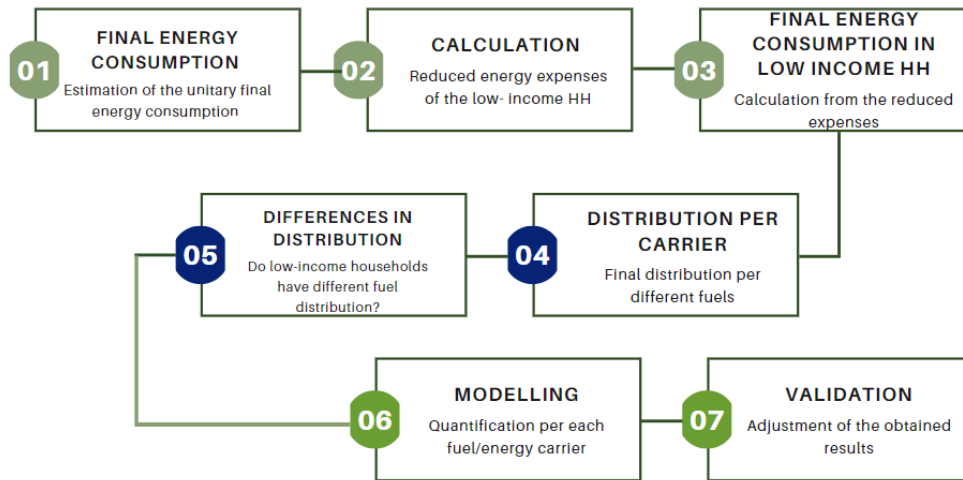 01
FINAL ENERGY
CONSUMPTION
Estimation of the unitary final
energy consumption
02
CALCULATION
Reduced energy expenses
of the low- income HH
03
FINAL ENERGY
CONSUMPTION IN
LOW INCOME HH
Calculation from the reduced
expenses
04
DISTRIBUTION PER
CARRIER
Final distribution per
different fuels
05
DIFFERENCES IN
DISTRIBUTION
Do low-income households
have different fuel
distribution?
06
MODELLING
Quantification per each
fuel/energy carrier
07
VALIDATION
Adjustment of the obtained
results